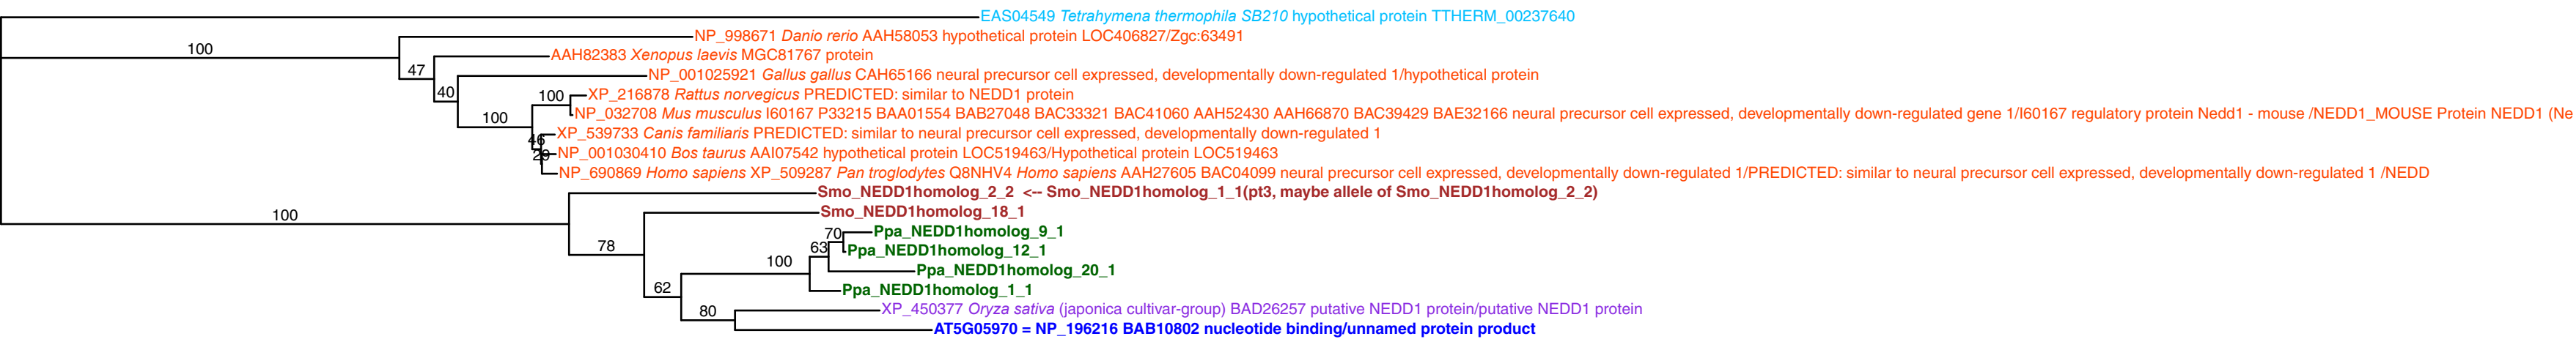 EAS04549 Tetrahymena thermophila SB210 hypothetical protein TTHERM_00237640
NP_998671 Danio rerio AAH58053 hypothetical protein LOC406827/Zgc:63491
100
AAH82383 Xenopus laevis MGC81767 protein
47
NP_001025921 Gallus gallus CAH65166 neural precursor cell expressed, developmentally down-regulated 1/hypothetical protein
40
100 XP_216878 Rattus norvegicus PREDICTED: similar to NEDD1 protein
NP_032708 Mus musculus I60167 P33215 BAA01554 BAB27048 BAC33321 BAC41060 AAH52430 AAH66870 BAC39429 BAE32166 neural precursor cell expressed, developmentally down-regulated gene 1/I60167 regulatory protein Nedd1 - mouse /NEDD1_MOUSE Protein NEDD1 (Ne
100
XP_539733 Canis familiaris PREDICTED: similar to neural precursor cell expressed, developmentally down-regulated 1
46
NP_001030410 Bos taurus AAI07542 hypothetical protein LOC519463/Hypothetical protein LOC519463
NP_690869 Homo sapiens XP_509287 Pan troglodytes Q8NHV4 Homo sapiens AAH27605 BAC04099 neural precursor cell expressed, developmentally down-regulated 1/PREDICTED: similar to neural precursor cell expressed, developmentally down-regulated 1 /NEDD
Smo_NEDD1homolog_2_2 <-- Smo_NEDD1homolog_1_1(pt3, maybe allele of Smo_NEDD1homolog_2_2)
100
Smo_NEDD1homolog_18_1
70 Ppa_NEDD1homolog_9_1
78
63 Ppa_NEDD1homolog_12_1
100
Ppa_NEDD1homolog_20_1
62
Ppa_NEDD1homolog_1_1
XP_450377 Oryza sativa (japonica cultivar-group) BAD26257 putative NEDD1 protein/putative NEDD1 protein
80
AT5G05970 = NP_196216 BAB10802 nucleotide binding/unnamed protein product